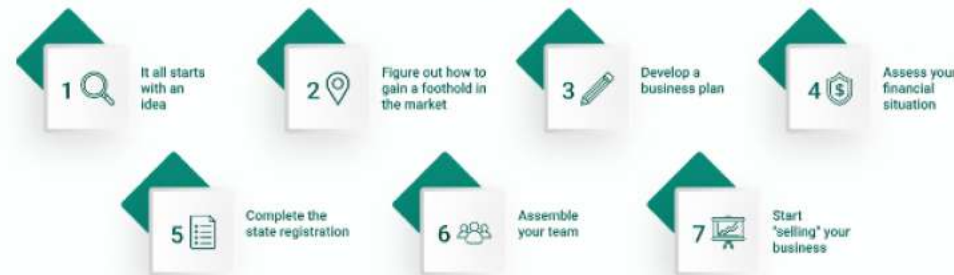 1
It all starts
with an
idea
2
Figure out how to
gain a foothold in
the market
3
Develop a
business plan
4
$
Assess your
financial
situation
5
Complete the
state registration
6
Assemble
your team
7
Start
"selling" your
business